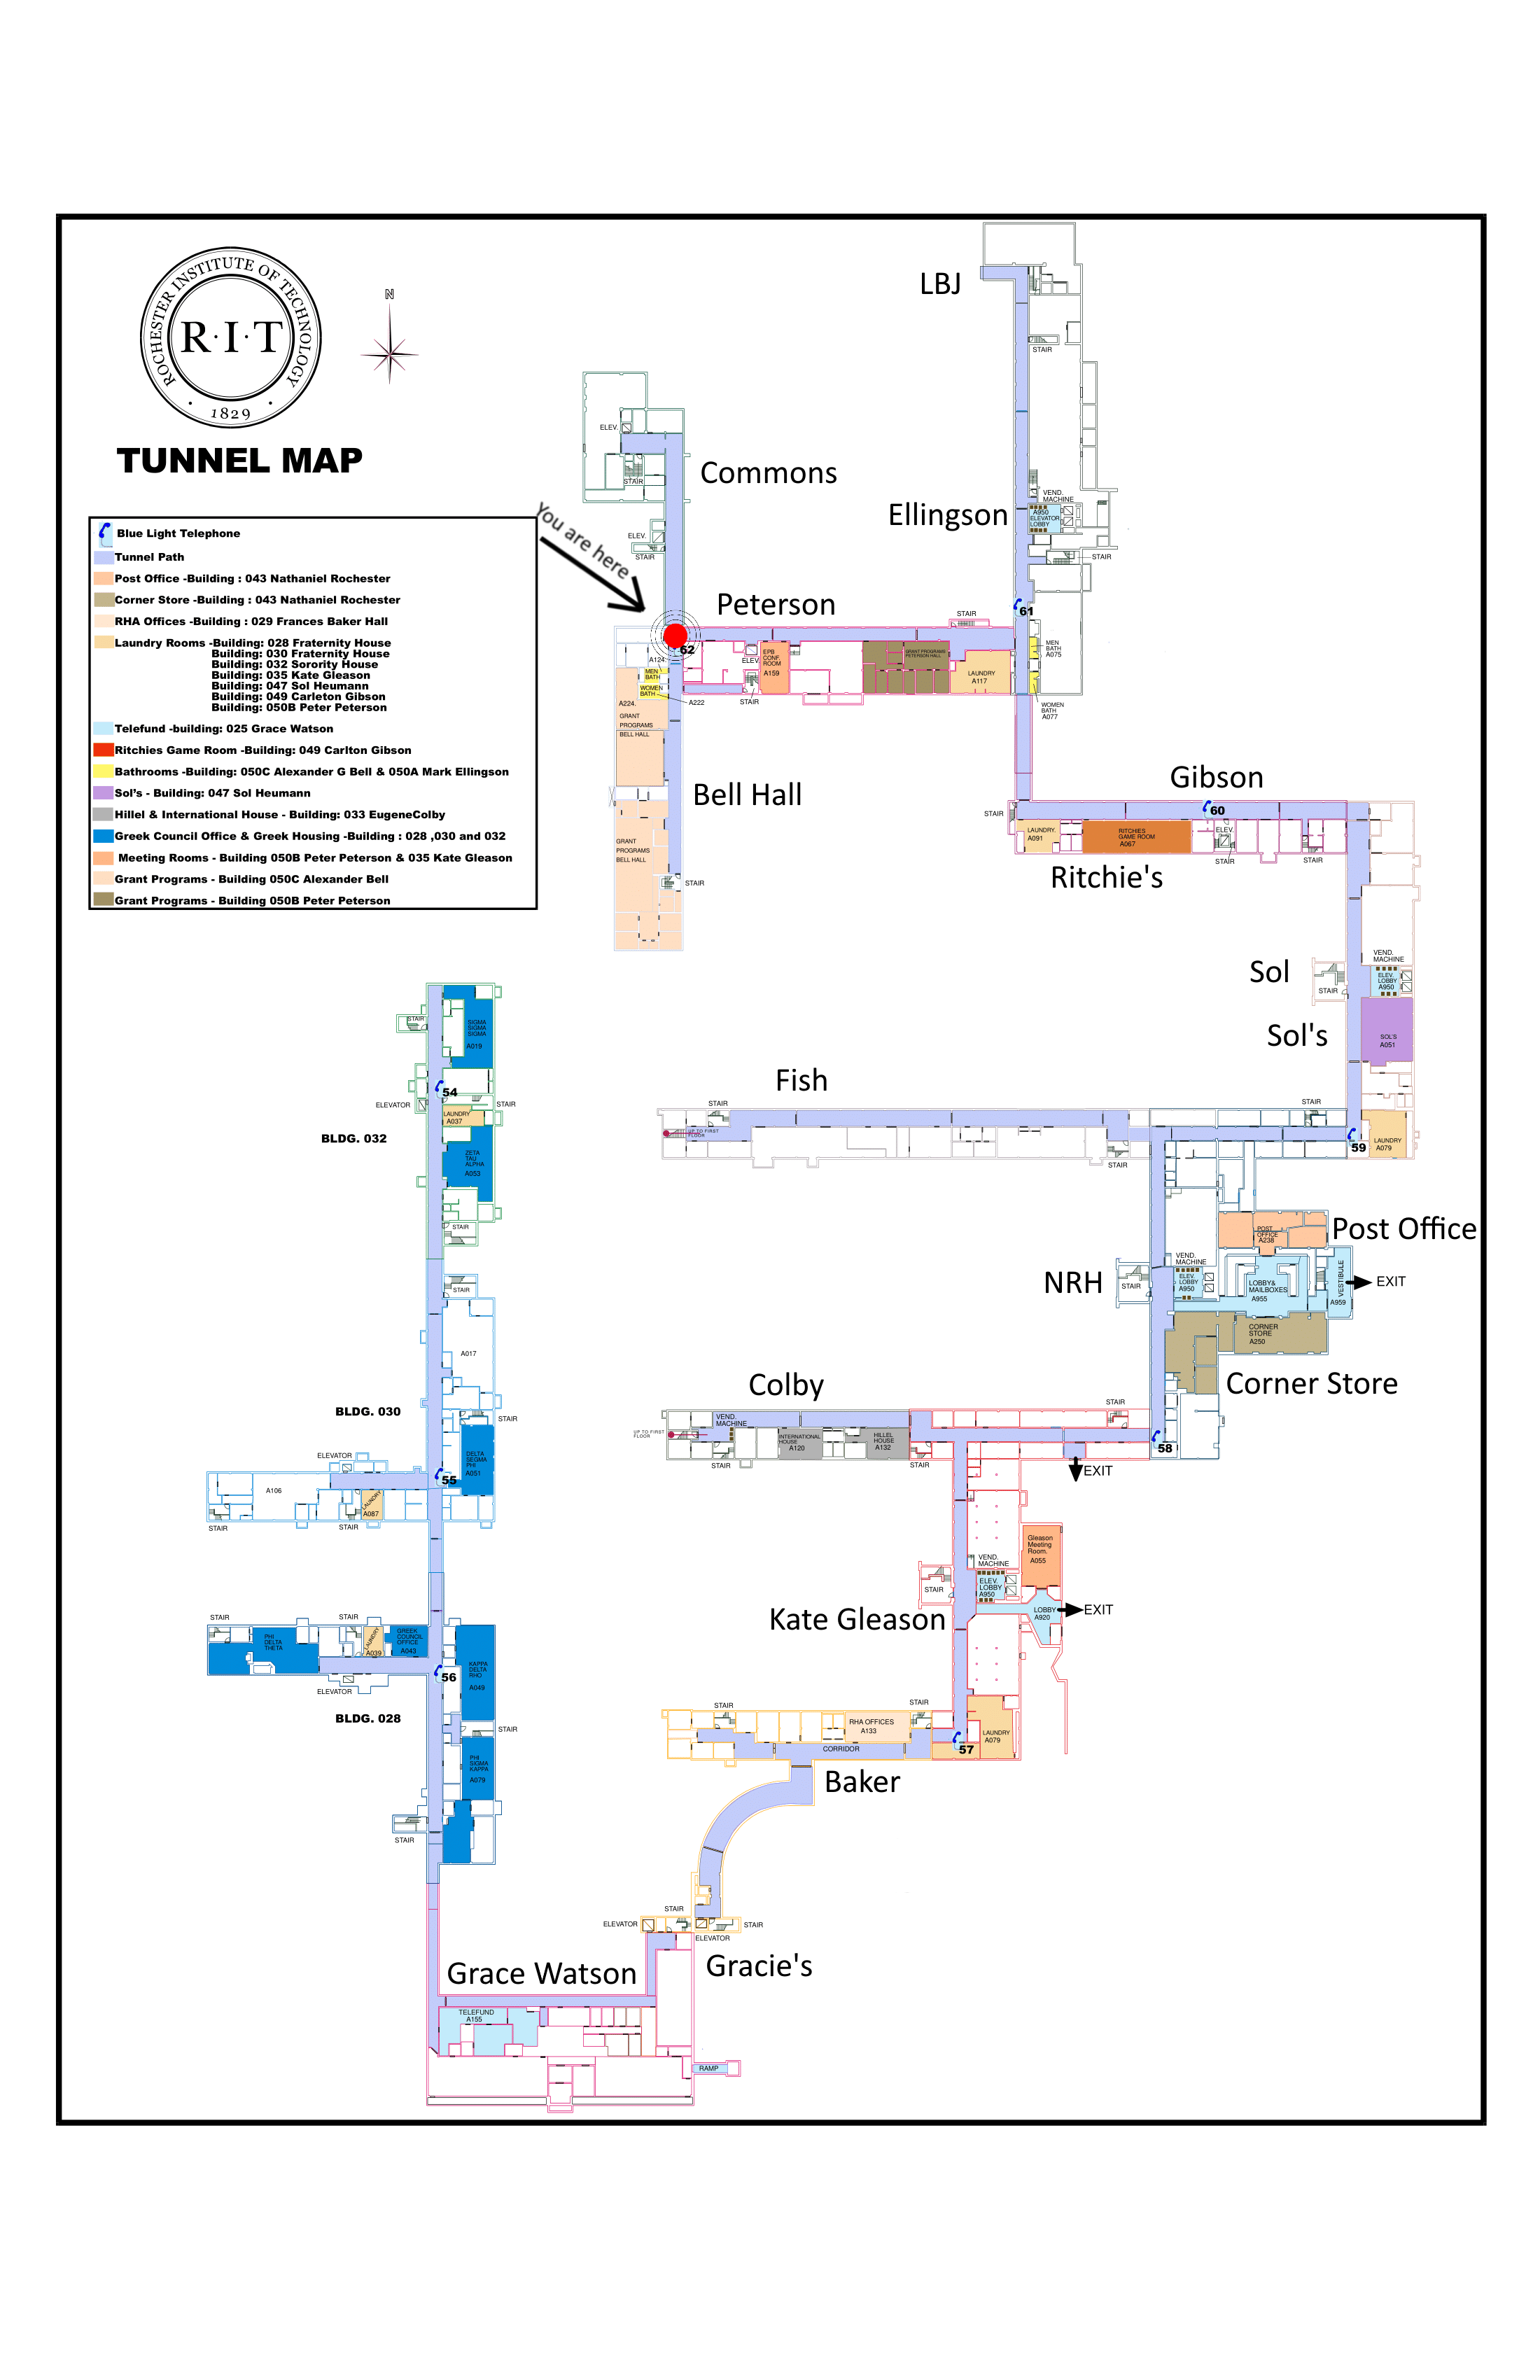 ROCHESTER INSTITUTE OF TECHNOLOGY
R·I·T
· 1829 ·
N
TUNNEL MAP
You are here
Blue Light Telephone
Tunnel Path
Post Office -Building : 043 Nathaniel Rochester
Corner Store -Building : 043 Nathaniel Rochester
RHA Offices -Building : 029 Frances Baker Hall
Laundry Rooms -Building: 028 Fraternity House
Building: 030 Fraternity House
Building: 032 Sorority House
Building: 035 Kate Gleason
Building: 047 Sol Heumann
Building: 049 Carleton Gibson
Building: 050B Peter Peterson
Telefund -building: 025 Grace Watson
Ritchies Game Room -Building: 049 Carlton Gibson
Bathrooms -Building: 050C Alexander G Bell & 050A Mark Ellingson
Sol's - Building: 047 Sol Heumann
Hillel & International House - Building: 033 EugeneColby
Greek Council Office & Greek Housing -Building : 028 ,030 and 032
Meeting Rooms - Building 050B Peter Peterson & 035 Kate Gleason
Grant Programs - Building 050C Alexander Bell
Grant Programs - Building 050B Peter Peterson
LBJ
STAIR
ELEV.
STAIR
Commons
ELEV.
STAIR
VEND.
MACHINE
A950
ELEVATOR
LOBBY
Ellingson
STAIR
61
Peterson
STAIR
62
A124.
MEN
BATH
WOMEN
BATH
A222
ELEV.
STAIR
EPB
CONF.
ROOM
A159
GRANT PROGRAMS
PETERSON HALL
LAUNDRY
A117
MEN
BATH
A075
WOMEN
BATH
A077
A224.
GRANT
PROGRAMS
BELL HALL
Bell Hall
GRANT
PROGRAMS
BELL HALL
STAIR
Gibson
STAIR
60
LAUNDRY.
A091
RITCHIES
GAME ROOM
A067
ELEV.
STAIR
STAIR
Ritchie's
VEND.
MACHINE
Sol
STAIR
ELEV.
LOBBY
A950
Sol's
SOL'S
A051
Fish
STAIR
UP TO FIRST
FLOOR
STAIR
STAIR
59
LAUNDRY
A079
Post Office
POST
OFFICE
A238
NRH
STAIR
VEND.
MACHINE
ELEV.
LOBBY
A950
LOBBY&
MAILBOXES
A955
VESTIBULE
A959
EXIT
CORNER
STORE
A250
Corner Store
Colby
STAIR
VEND.
MACHINE
UP TO FIRST
FLOOR
INTERNATIONAL
HOUSE
A120
HILLEL
HOUSE
A132
STAIR
STAIR
58
EXIT
Gleason
Meeting
Room.
A055
VEND.
MACHINE
STAIR
ELEV.
LOBBY
A950
LOBBY
A920
EXIT
Kate Gleason
STAIR
STAIR
RHA OFFICES
A133
CORRIDOR
57
LAUNDRY
A079
Baker
STAIR
54
ELEVATOR
STAIR
SIGMA
SIGMA
SIGMA
A019
LAUNDRY
A037
BLDG. 032
ZETA
TAU
ALPHA
A053
STAIR
STAIR
A017
BLDG. 030
STAIR
ELEVATOR
DELTA
SEGMA
PHI
A051
55
A106
LAUNDRY
A087
STAIR
STAIR
STAIR
STAIR
PHI
DELTA
THETA
LAUNDRY
A039
GREEK
COUNCIL
OFFICE
A043
56
KAPPA
DELTA
RHO
A049
ELEVATOR
BLDG. 028
STAIR
PHI
SIGMA
KAPPA
A079
STAIR
STAIR
ELEVATOR
STAIR
ELEVATOR
Grace Watson
Gracie's
TELEFUND
A155
RAMP